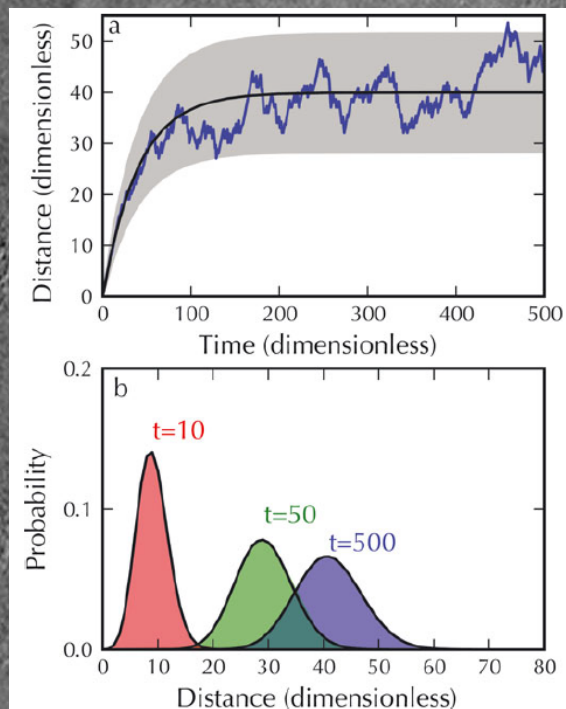 a
50
40
30
20
10
0
Distance (dimensionless)
0 100 200 300 400 500
Time (dimensionless)
b
0.2
0.1
0.0
Probability
t=10
t=50
t=500
0 10 20 30 40 50 60 70 80
Distance (dimensionless)